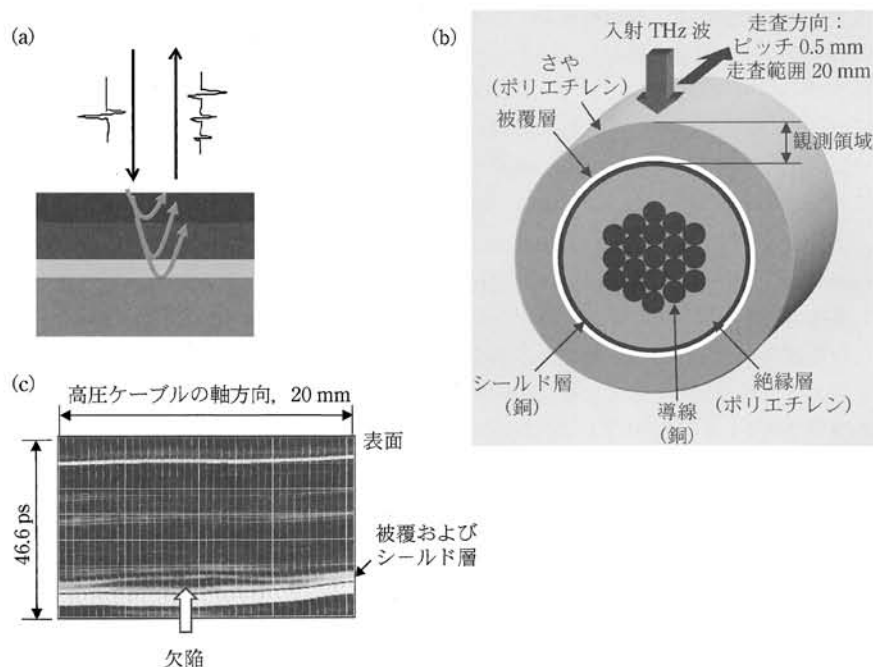 (a)
(b)
入射 THz 波
走査方向：
ピッチ 0.5 mm
走査範囲 20 mm
さや
(ポリエチレン)
被覆層
観測領域
シールド層
(銅)
導線
(銅)
絶縁層
(ポリエチレン)
(c)
高圧ケーブルの軸方向，20 mm
表面
46.6 ps
被覆および
シールド層
欠陥